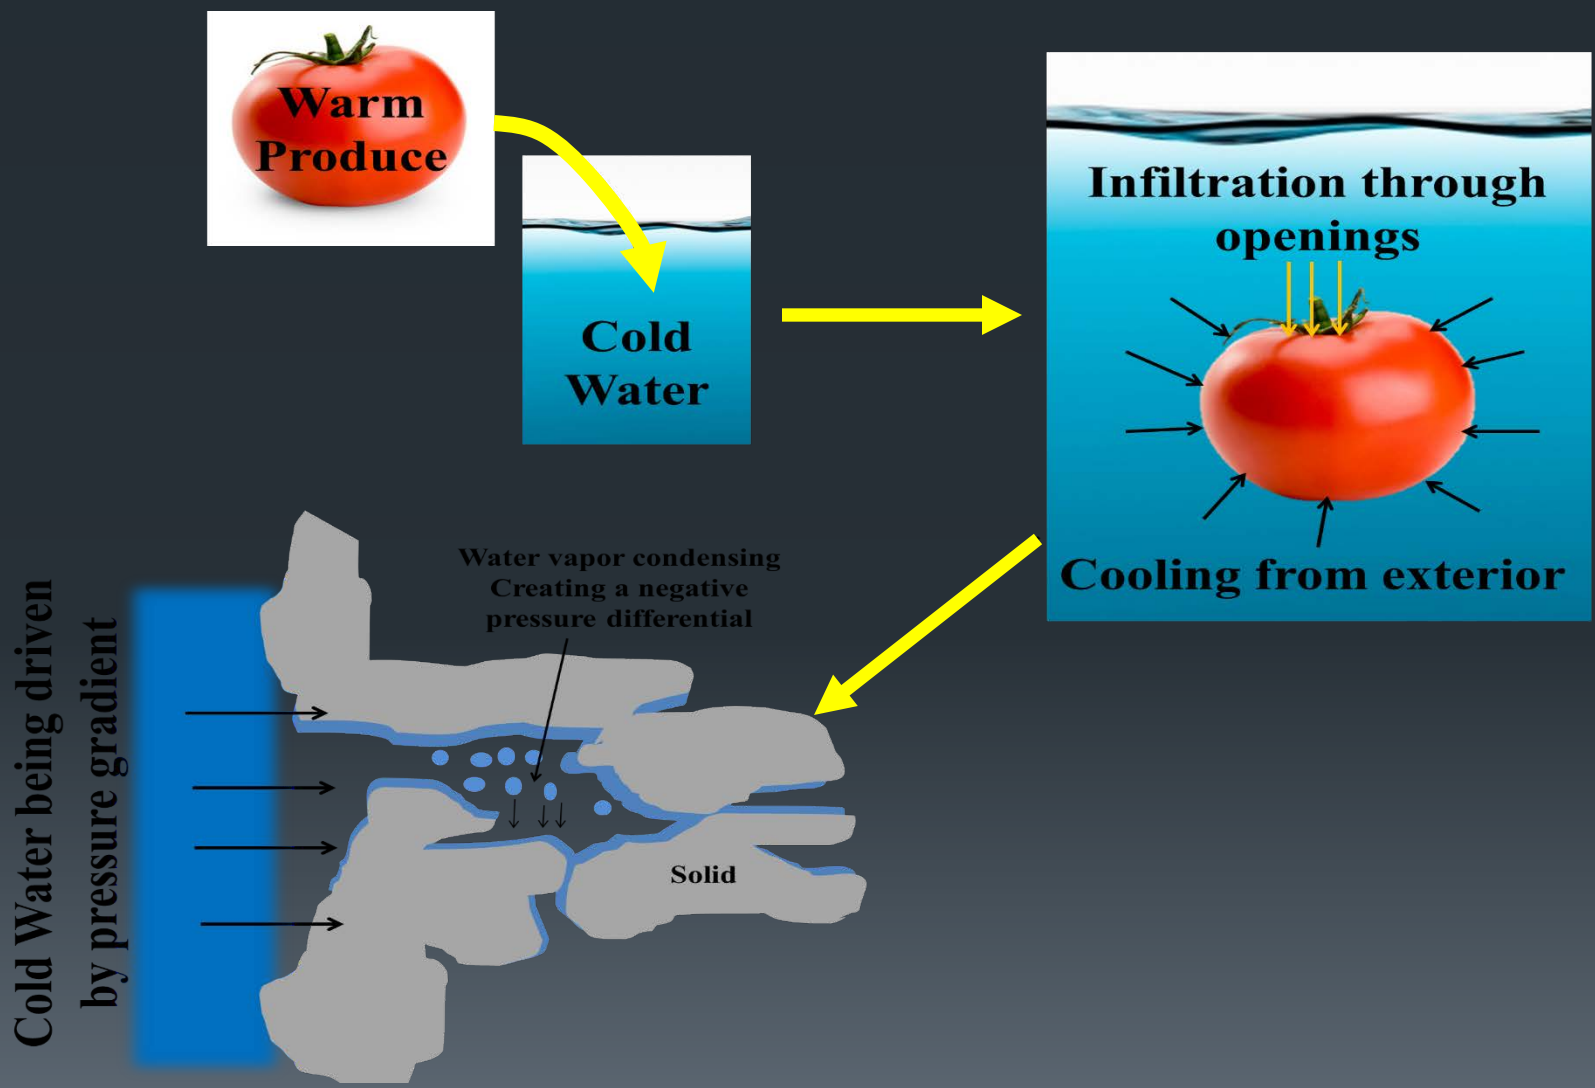 Warm
Produce
Cold
Water
Infiltration through
openings
Cooling from exterior
Water vapor condensing
Creating a negative
pressure differential
Solid
Cold Water being driven
by pressure gradient